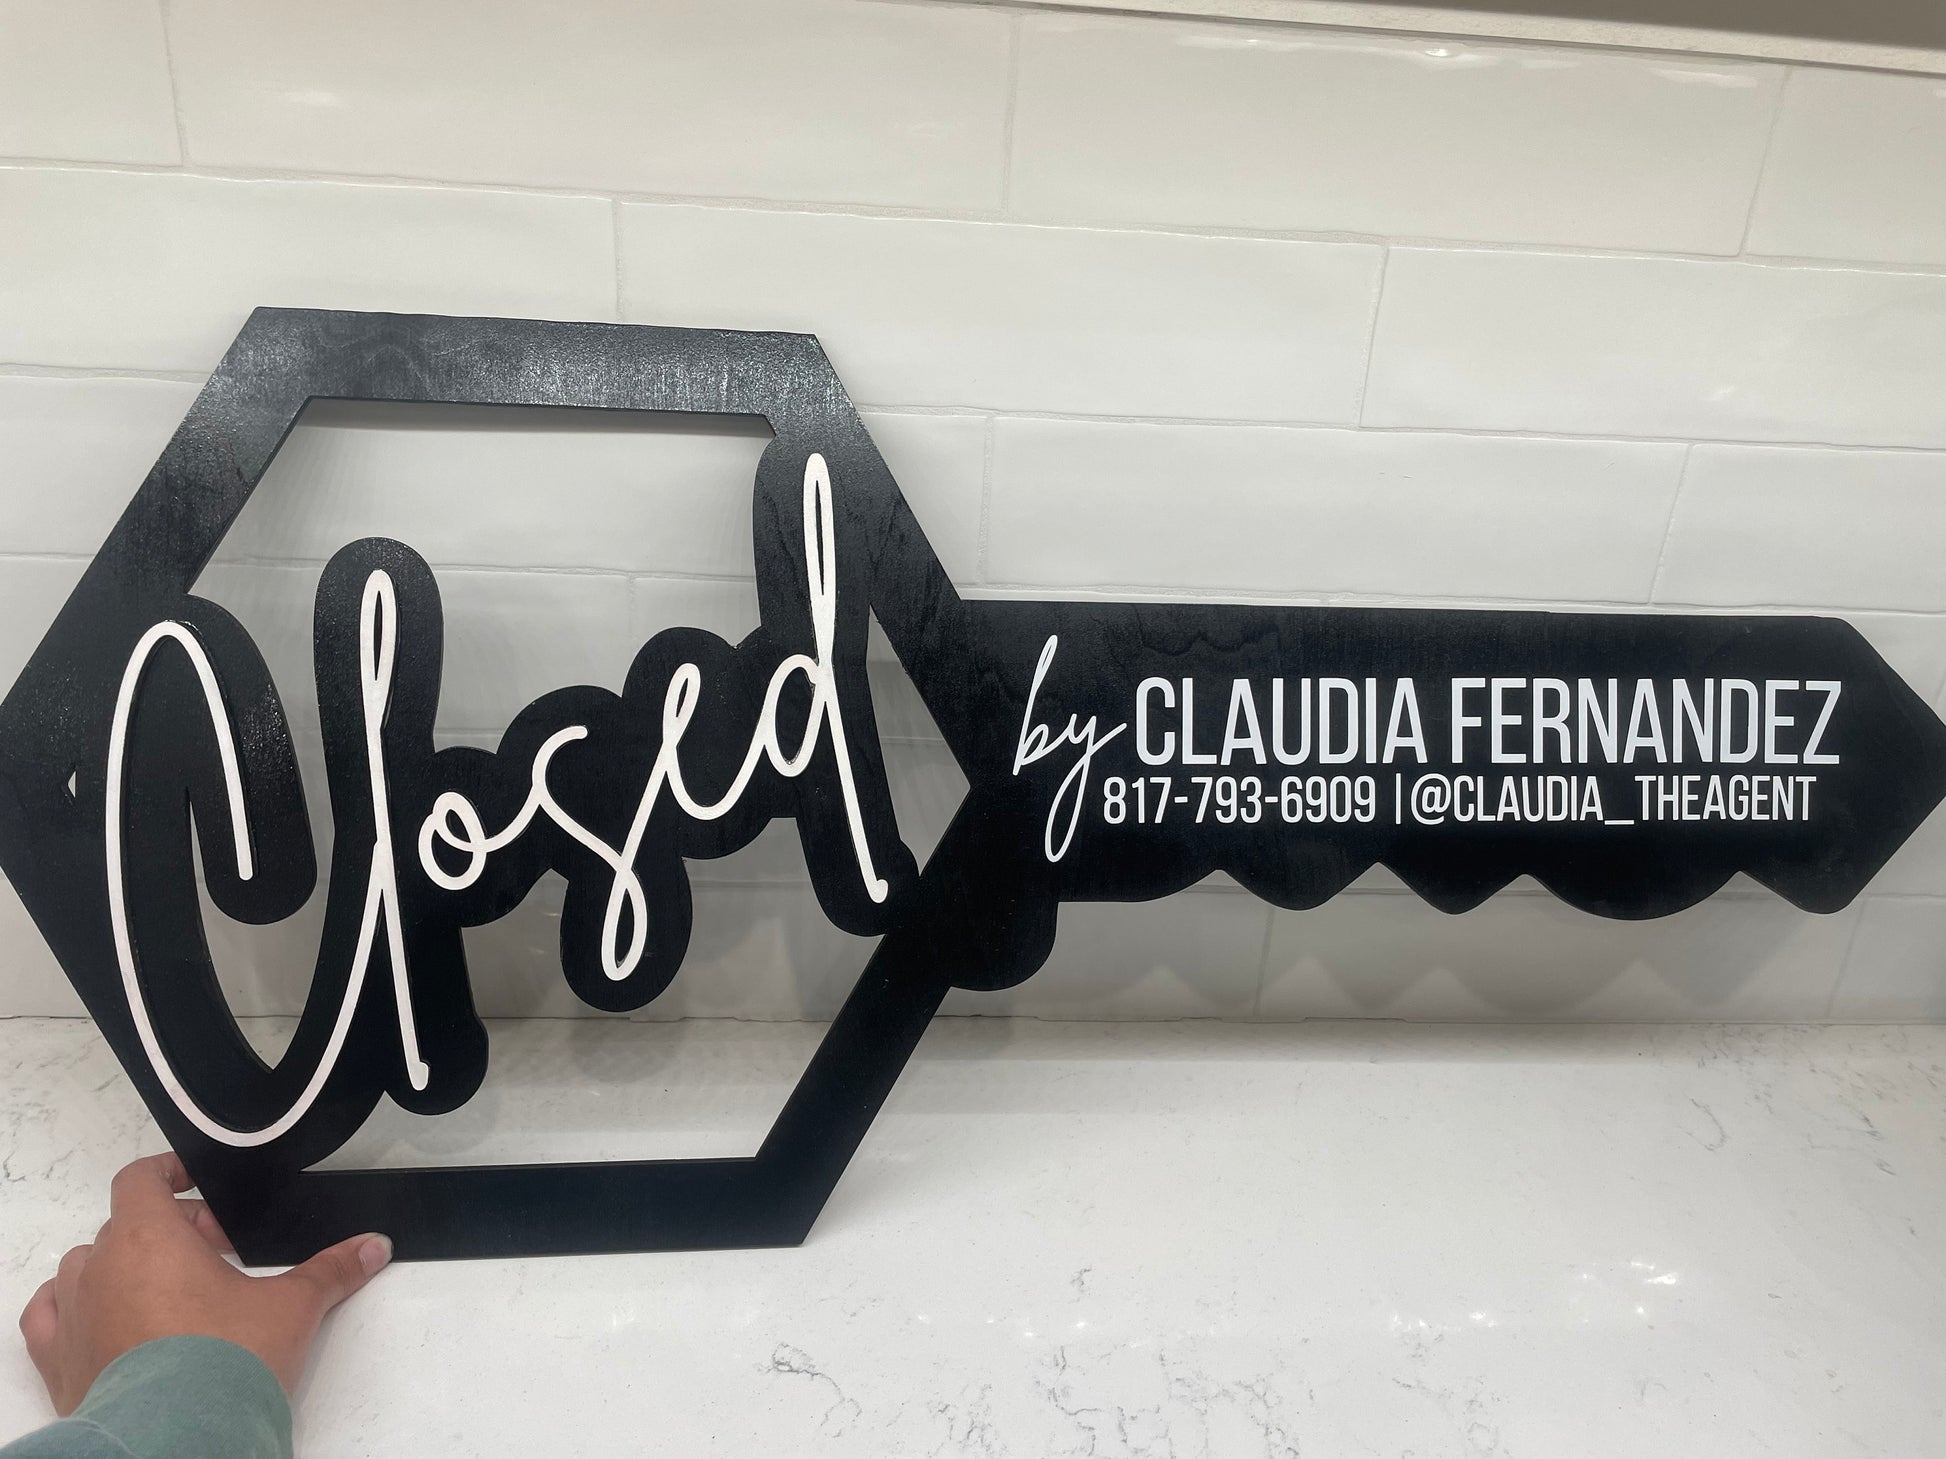 Closed
by CLAUDIA FERNANDEZ
817-793-6909 | @CLAUDIA_THEAGENT